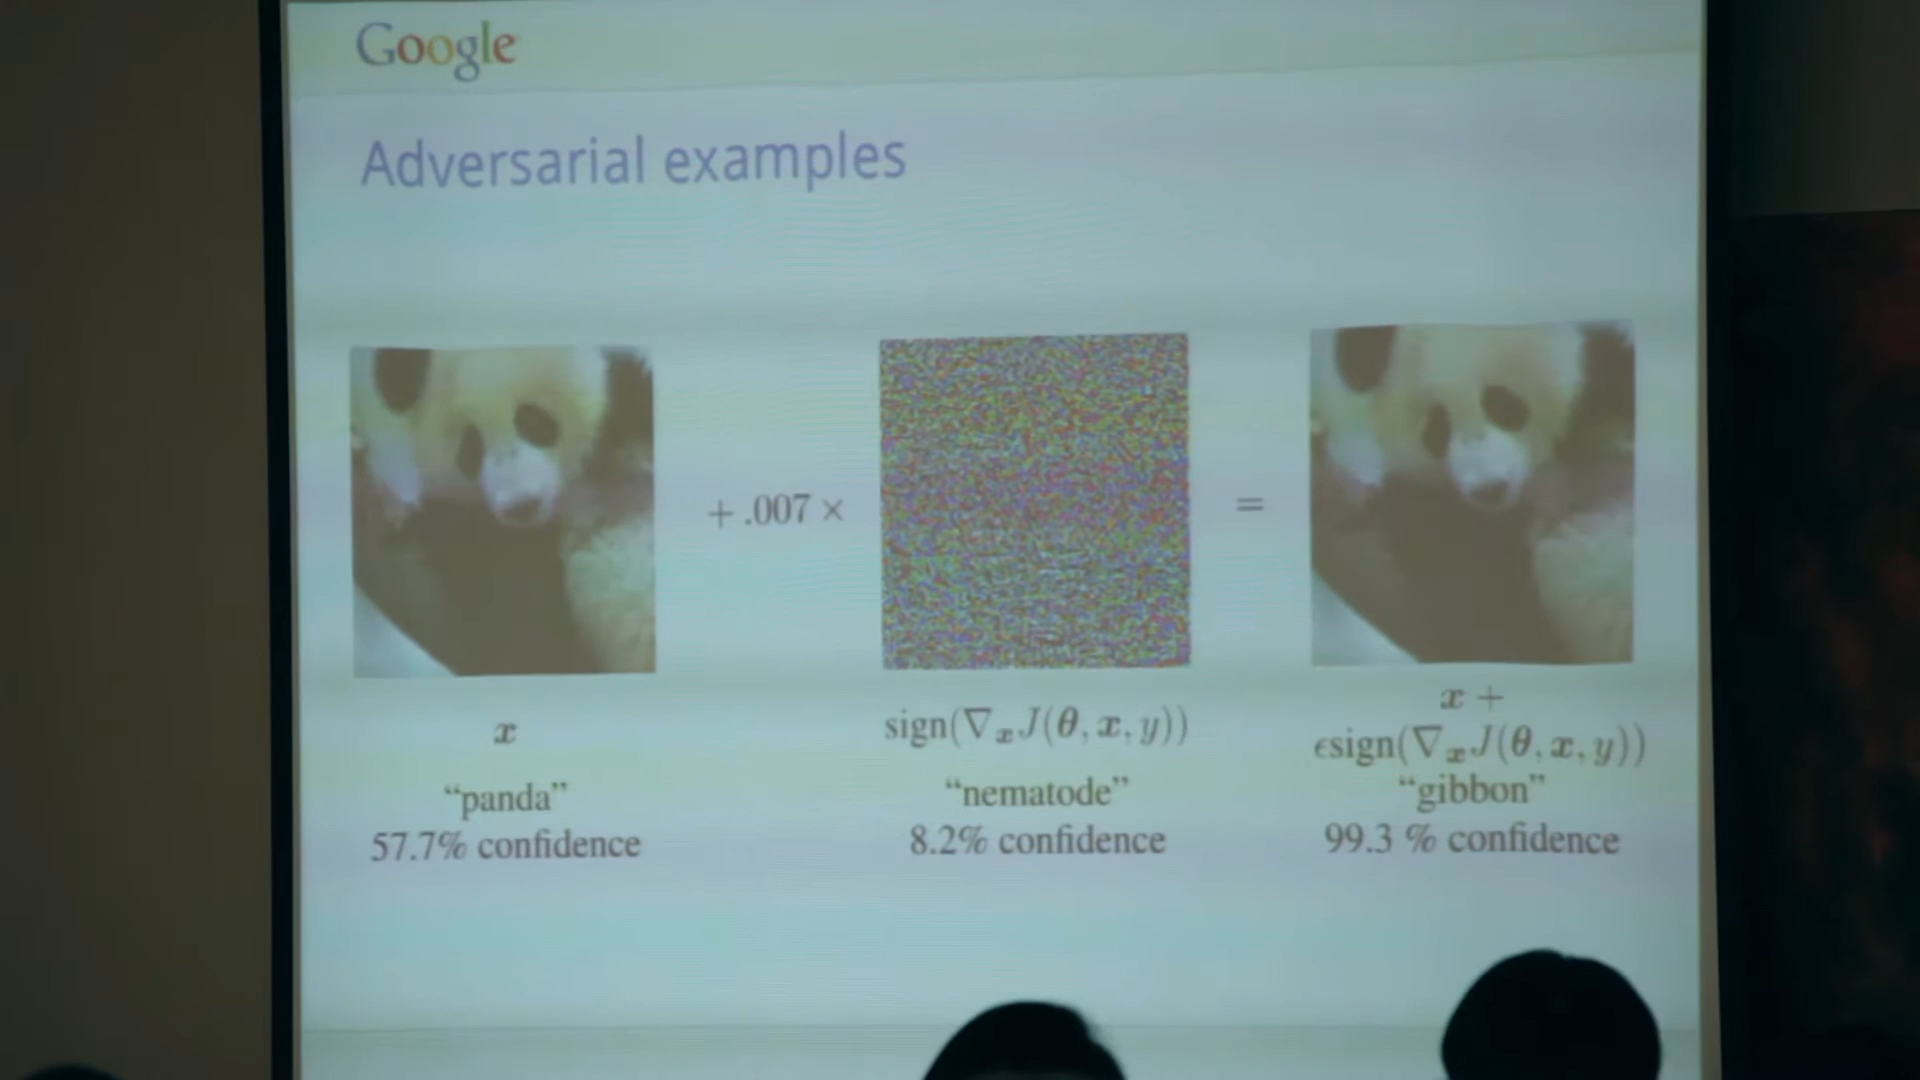 Google
Adversarial examples
+ .007 ×
=
x
sign(∇ₓJ(θ, x, y))
x +
ϵsign(∇ₓJ(θ, x, y))
“panda”
“nematode”
“gibbon”
57.7% confidence
8.2% confidence
99.3 % confidence